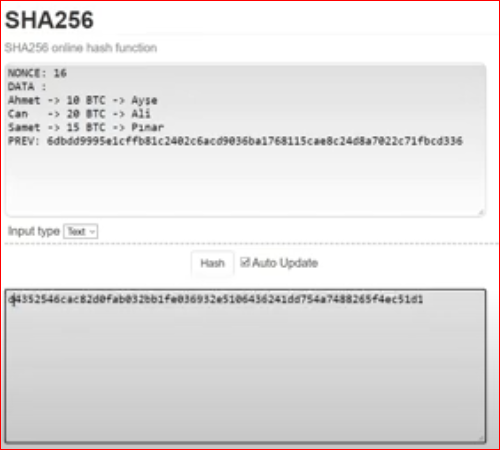 SHA256
SHA256 online hash function
NONCE: 16
DATA :
Ahmet -> 10 BTC -> Ayse
Can -> 20 BTC -> Ali
Samet -> 15 BTC -> Pınar
PREV: 6dbdd9995e1cffb81c2402c6acd9036ba1768115cae8c24d8a7022c71fbcd336
Input type Text
Hash Auto Update
d4352546cac82d0fab032bb1fe036932e5106436241dd754a7488265f4ec51d1